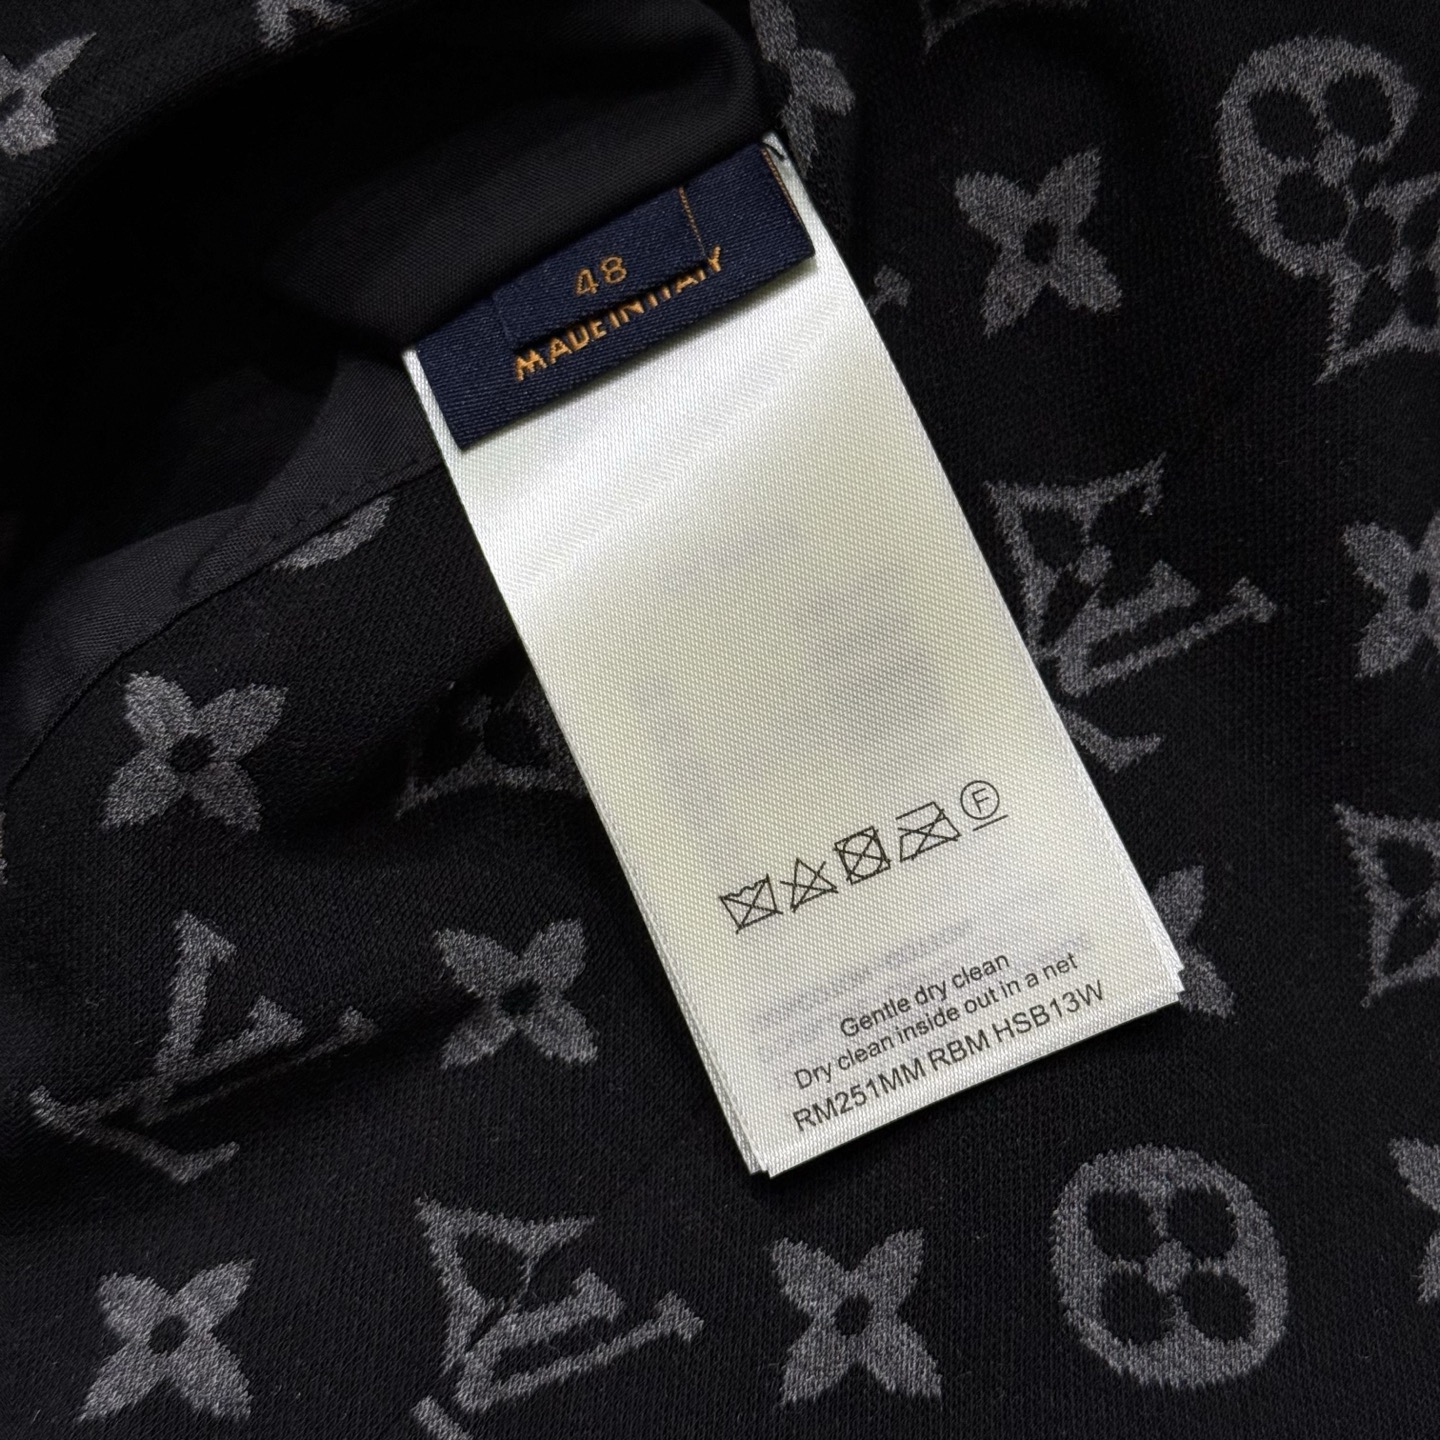 48
MADE IN ITALY
F
Gentle dry clean
Dry clean inside out in a net
RM251MM RBM HSB13W